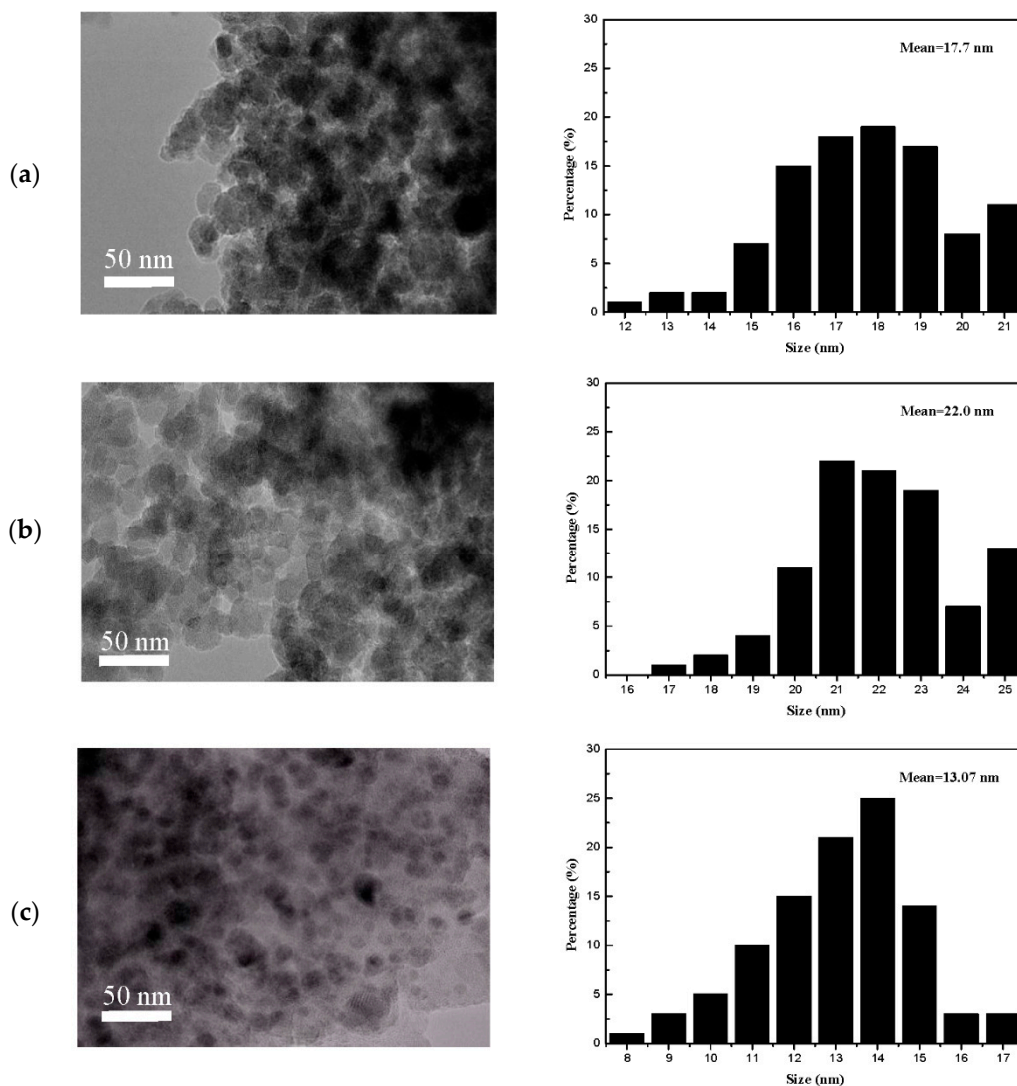 (a)
50 nm
Mean=17.7 nm
Percentage (%)
30
25
20
15
10
5
0
12 13 14 15 16 17 18 19 20 21
Size (nm)
(b)
50 nm
Mean=22.0 nm
Percentage (%)
30
25
20
15
10
5
0
16 17 18 19 20 21 22 23 24 25
Size (nm)
(c)
50 nm
Mean=13.07 nm
Percentage (%)
30
25
20
15
10
5
0
8 9 10 11 12 13 14 15 16 17
Size (nm)